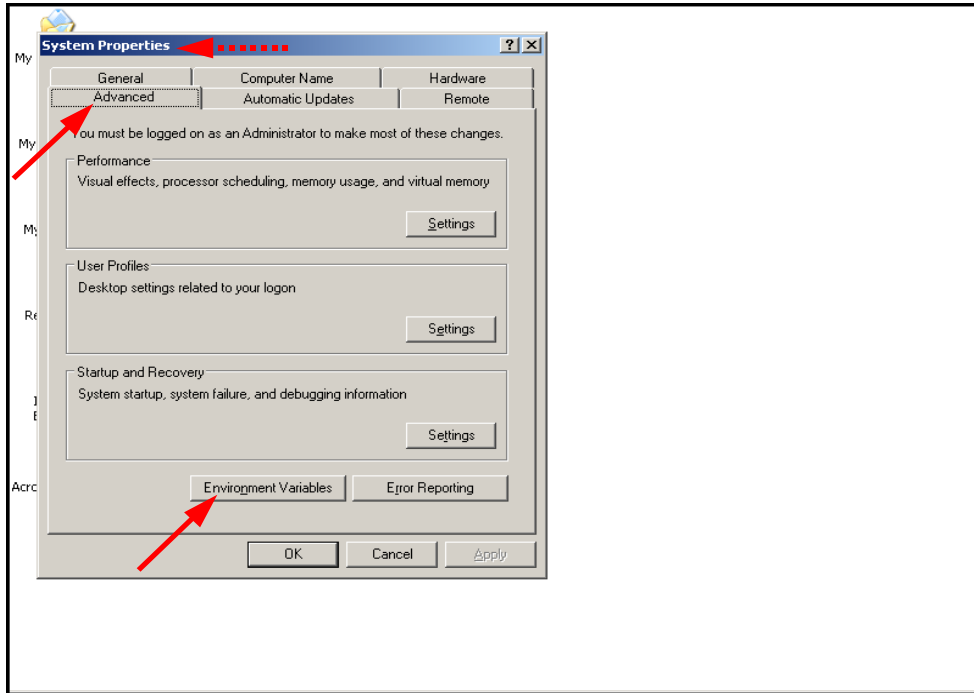 System Properties
My
General
Computer Name
Hardware
Advanced
Automatic Updates
Remote
You must be logged on as an Administrator to make most of these changes.
My
Performance
Visual effects, processor scheduling, memory usage, and virtual memory
Settings
My
User Profiles
Desktop settings related to your logon
Settings
Startup and Recovery
System startup, system failure, and debugging information
Settings
Environment Variables
Error Reporting
OK
Cancel
Apply